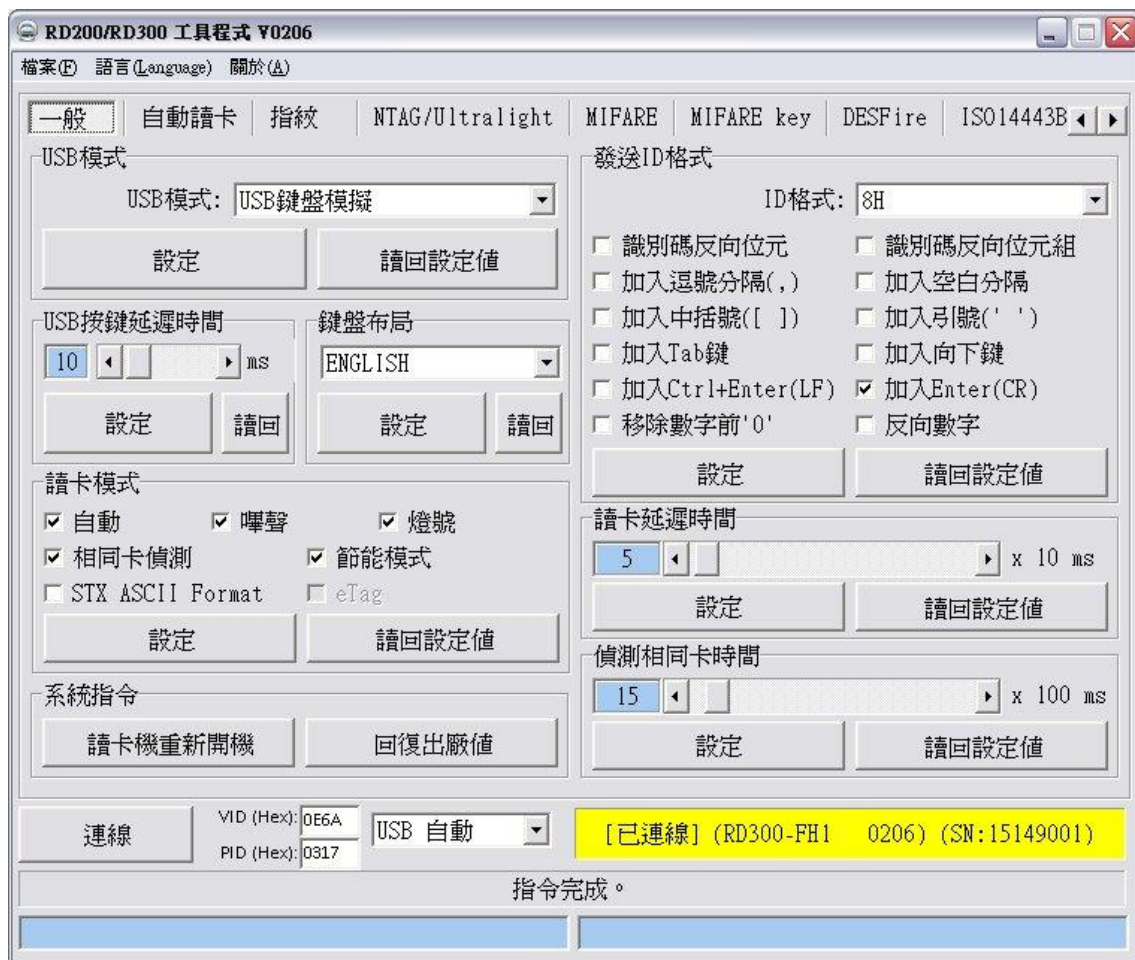 RD200/RD300 工具程式 V0206
檔案(F) 語言(Language) 關於(A)
一般 自動讀卡 指紋 NTAG/Ultralight MIFARE MIFARE key DESFire ISO14443B
USB模式
USB模式: USB鍵盤模擬
設定 讀回設定值
USB按鍵延遲時間
10 ms
設定 讀回
鍵盤布局
ENGLISH
設定 讀回
讀卡模式
自動 嗶聲 燈號
相同卡偵測 節能模式
STX ASCII Format eTag
設定 讀回設定值
系統指令
讀卡機重新開機 回復出厰值
發送ID格式
ID格式: 8H
識別碼反向位元 識別碼反向位元組
加入逗號分隔(,) 加入空白分隔
加入中括號([ ]) 加入引號(' ')
加入Tab鍵 加入向下鍵
加入Ctrl+Enter(LF) 加入Enter(CR)
移除數字前'0' 反向數字
設定 讀回設定值
讀卡延遲時間
5 x 10 ms
設定 讀回設定值
偵測相同卡時間
15 x 100 ms
設定 讀回設定值
連線 VID (Hex): 0E6A USB 自動 [已連線] (RD300-FH1 0206) (SN:15149001)
PID (Hex): 0317
指令完成。